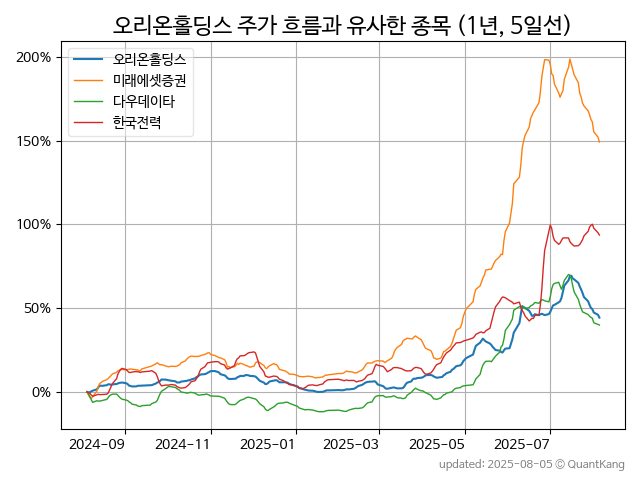 오리온홀딩스 주가 흐름과 유사한 종목 (1년, 5일선)
오리온홀딩스
미래에셋증권
다우데이타
한국전력
200%
150%
100%
50%
0%
2024-09 2024-11 2025-01 2025-03 2025-05 2025-07
updated: 2025-08-05 © QuantKang